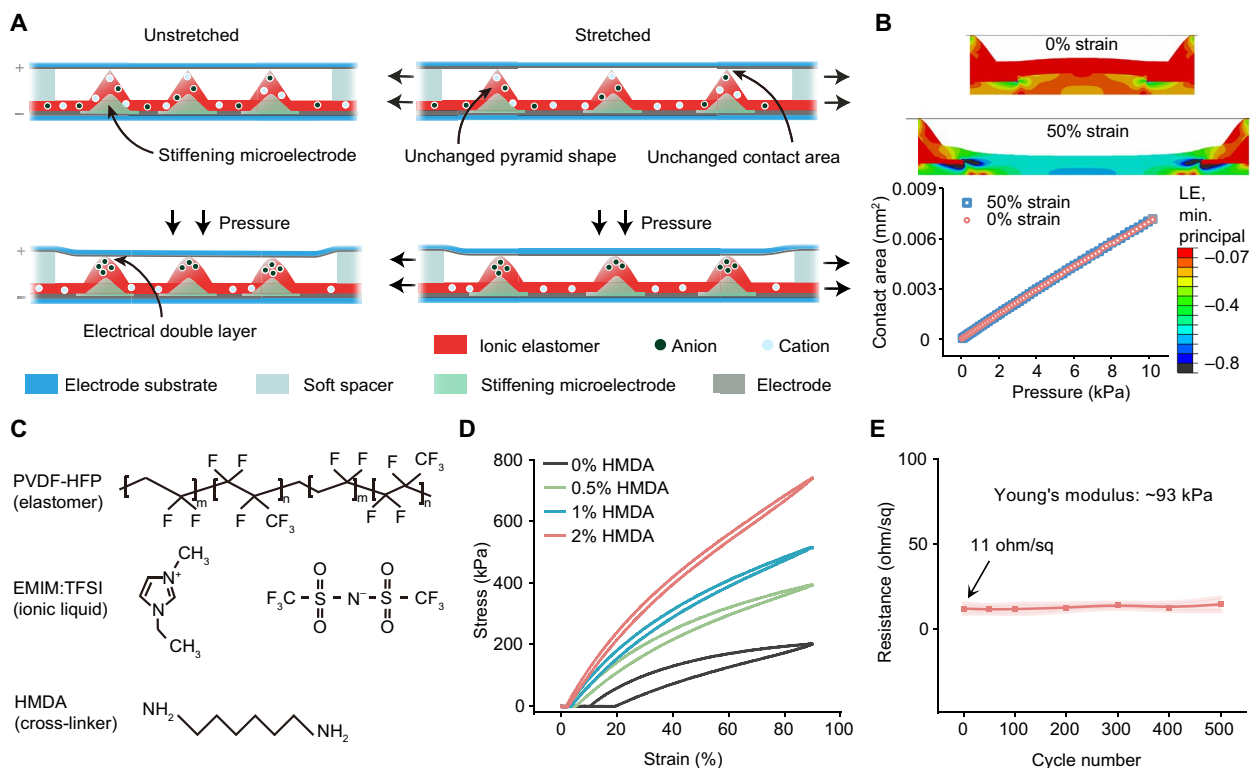 A
Unstretched
Stretched
+
−
Stiffening microelectrode
Unchanged pyramid shape
Unchanged contact area
Pressure
Pressure
+
−
Electrical double layer
Ionic elastomer
Anion
Cation
Electrode substrate
Soft spacer
Stiffening microelectrode
Electrode
B
0% strain
50% strain
0.009
0.006
0.003
0
Contact area (mm²)
50% strain
0% strain
0 2 4 6 8 10
Pressure (kPa)
LE,
min.
principal
−0.07
−0.4
−0.8
C
PVDF-HFP
(elastomer)
F F F F F CF₃
[ ]m [ ]n [ ]m [ ]n
F F F CF₃ F F
EMIM:TFSI
(ionic liquid)
CH₃
N⁺
N
CH₃
O O
F₃C S N⁻ S CF₃
O O
HMDA
(cross-linker)
NH₂
NH₂
D
800
600
400
200
0
Stress (kPa)
0% HMDA
0.5% HMDA
1% HMDA
2% HMDA
0 20 40 60 80 100
Strain (%)
E
100
50
0
Resistance (ohm/sq)
Young's modulus: ~93 kPa
11 ohm/sq
0 100 200 300 400 500
Cycle number